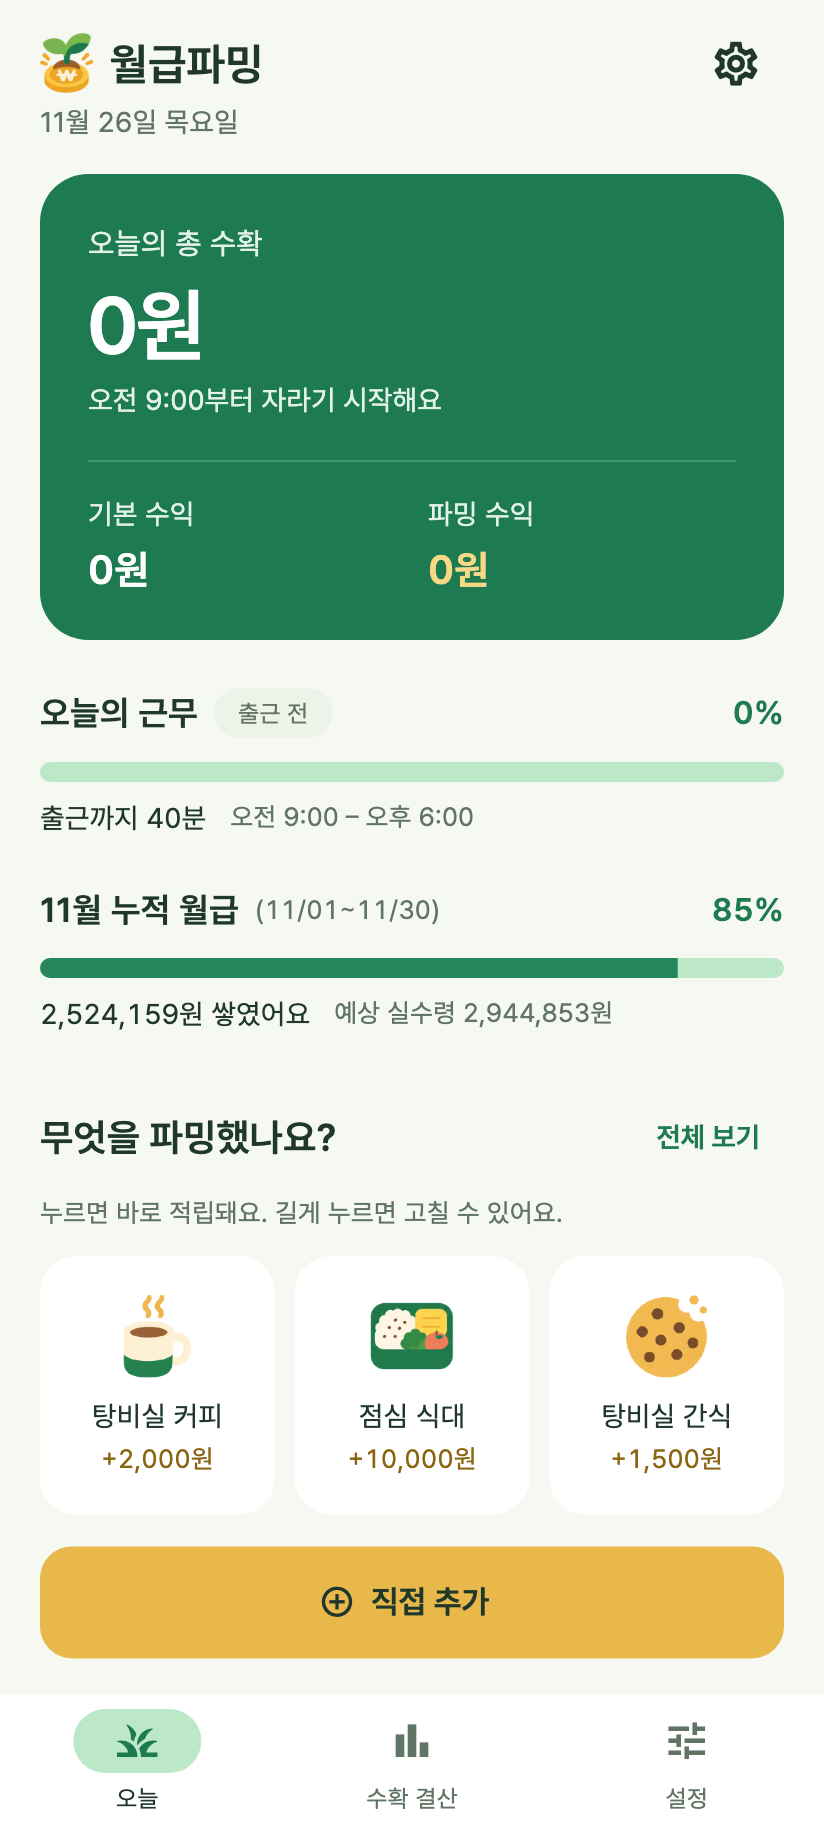 월급파밍
11월 26일 목요일
오늘의 총 수확
0원
오전 9:00부터 자라기 시작해요
기본 수익 파밍 수익
0원 0원
오늘의 근무 출근 전 0%
출근까지 40분 오전 9:00 – 오후 6:00
11월 누적 월급 (11/01~11/30) 85%
2,524,159원 쌓였어요 예상 실수령 2,944,853원
무엇을 파밍했나요? 전체 보기
누르면 바로 적립돼요. 길게 누르면 고칠 수 있어요.
탕비실 커피 점심 식대 탕비실 간식
+2,000원 +10,000원 +1,500원
직접 추가
오늘 수확 결산 설정